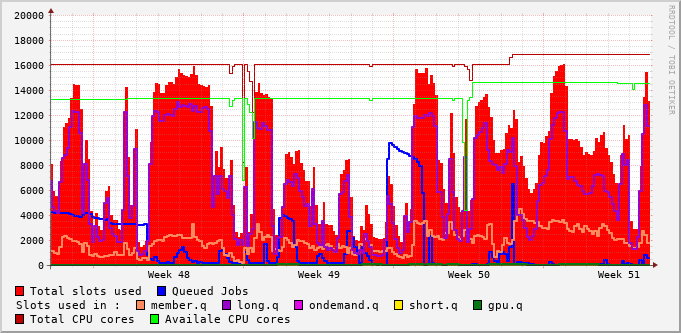 20000
18000
16000
14000
12000
10000
8000
6000
4000
2000
0
Week 48 Week 49 Week 50 Week 51
RRDTOOL / TOBI OETIKER
Total slots used Queued Jobs
Slots used in : member.q long.q ondemand.q short.q gpu.q
Total CPU cores Availale CPU cores